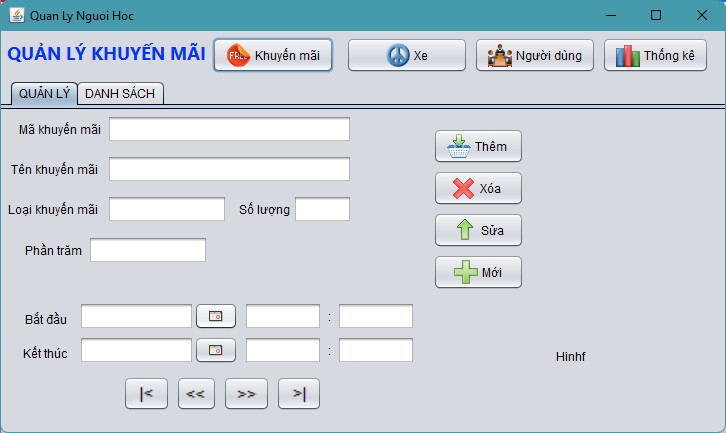 Quan Ly Nguoi Hoc
QUẢN LÝ KHUYẾN MÃI
FREE Khuyến mãi
Xe
Người dùng
Thống kê
QUẢN LÝ
DANH SÁCH
Mã khuyến mãi
Tên khuyến mãi
Loại khuyến mãi
Số lượng
Phần trăm
Thêm
Xóa
Sửa
Mới
Bắt đầu
:
Kết thúc
:
Hinhf
|<
<<
>>
>|